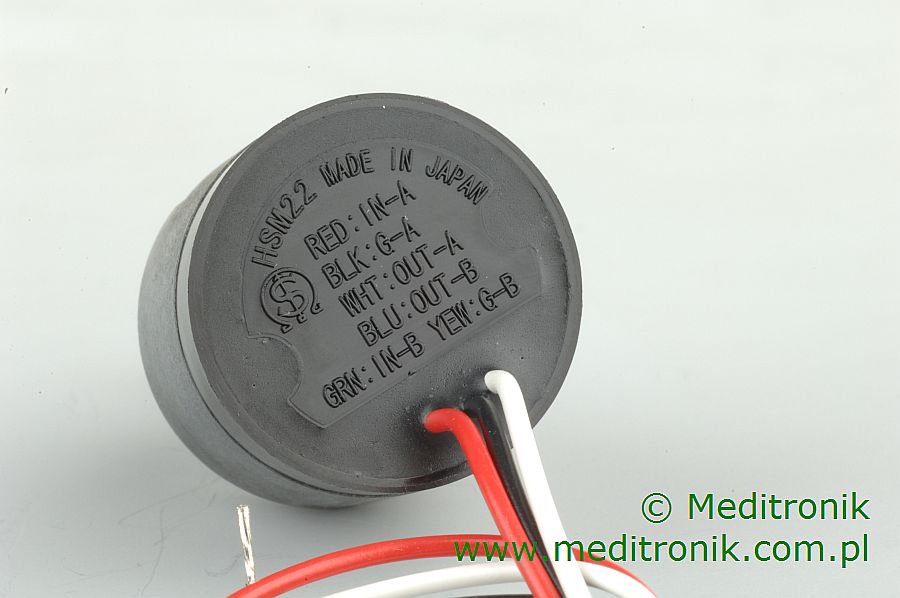 HSM22 MADE IN JAPAN
RED:IN-A
BLK:G-A
WHT:OUT-A
BLU:OUT-B
GRN:IN-B YEW:G-B
© Meditronik
www.meditronik.com.pl